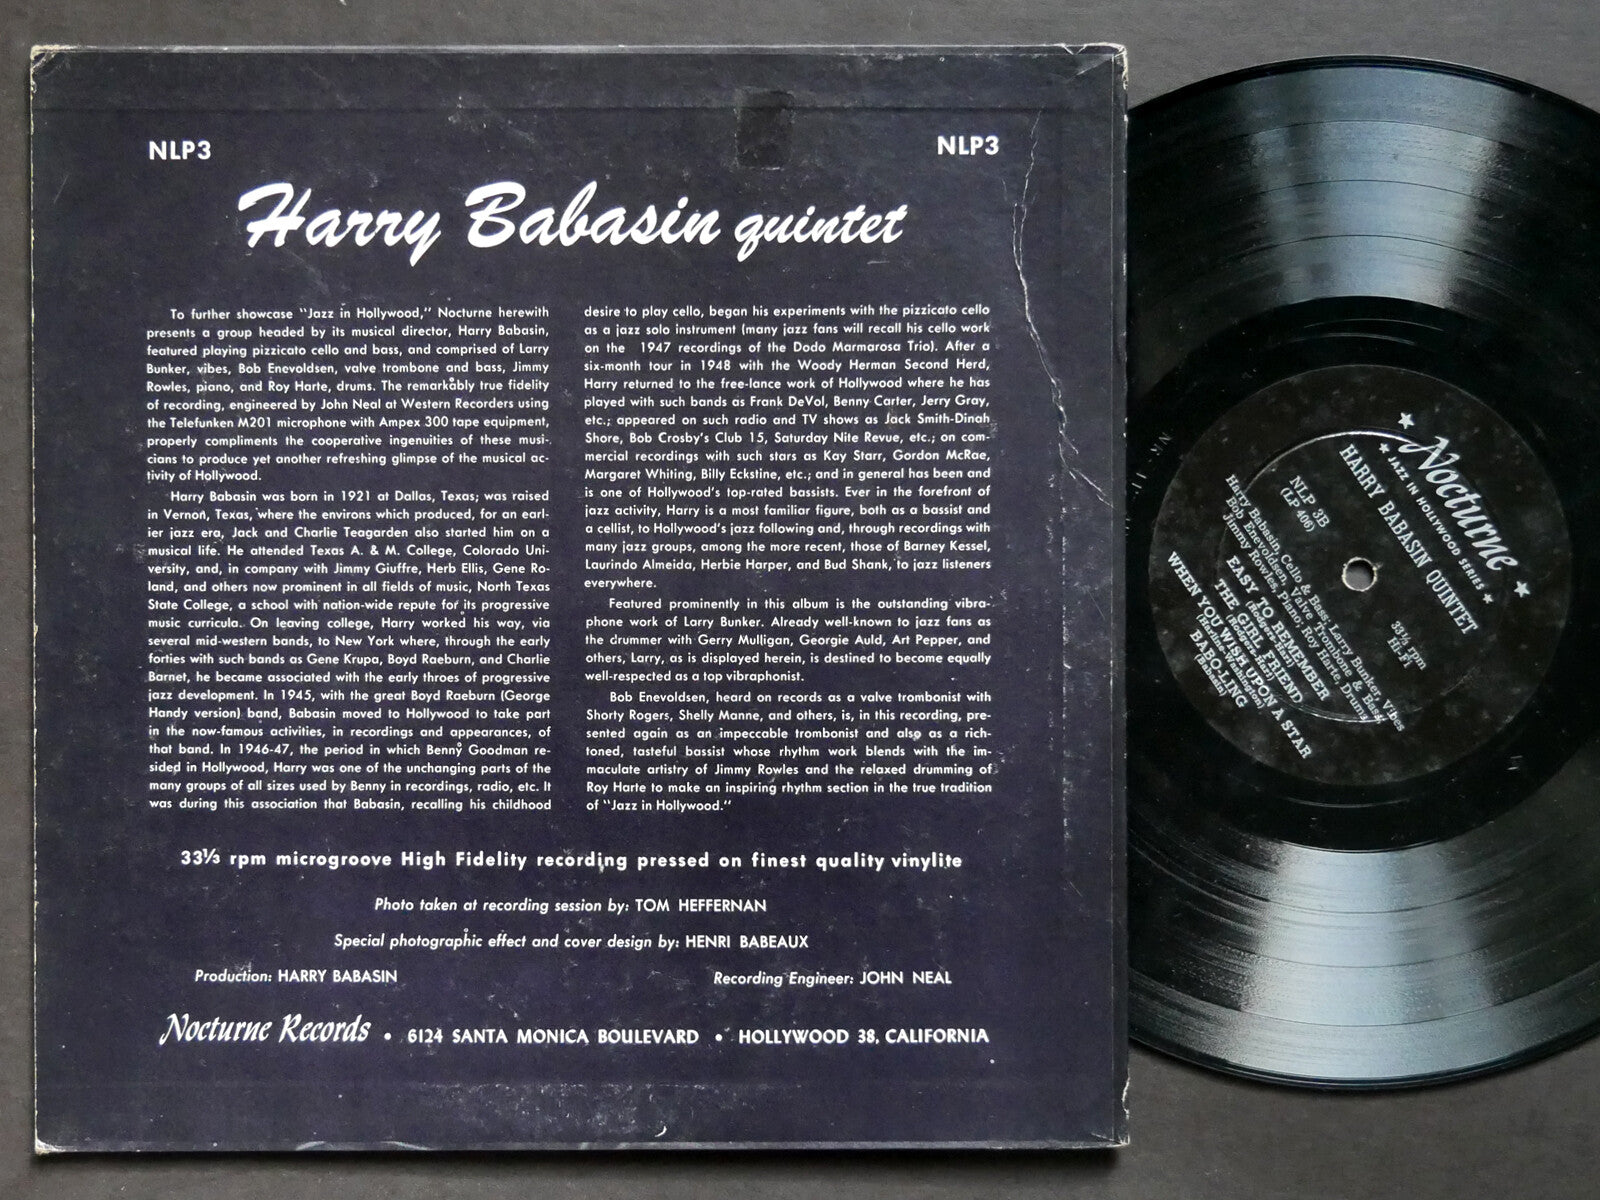 NLP3
NLP3
Harry Babasin quintet
To further showcase "Jazz in Hollywood," Nocturne herewith
presents a group headed by its musical director, Harry Babasin,
featured playing pizzicato cello and bass, and comprised of Larry
Bunker, vibes, Bob Enevoldsen, valve trombone and bass, Jimmy
Rowles, piano, and Roy Harte, drums. The remarkably true fidelity
of recording, engineered by John Neal at Western Recorders using
the Telefunken M201 microphone with Ampex 300 tape equipment,
properly compliments the cooperative ingenuities of these musi-
cians to produce yet another refreshing glimpse of the musical ac-
tivity of Hollywood.
Harry Babasin was born in 1921 at Dallas, Texas; was raised
in Vernon, Texas, where the environs which produced, for an earl-
ier jazz era, Jack and Charlie Teagarden also started him on a
musical life. He attended Texas A. & M. College, Colorado Uni-
versity, and, in company with Jimmy Giuffre, Herb Ellis, Gene Ro-
land, and others now prominent in all fields of music, North Texas
State College, a school with nation-wide repute for its progressive
music curricula. On leaving college, Harry worked his way, via
several mid-western bands, to New York where, through the early
forties with such bands as Gene Krupa, Boyd Raeburn, and Charlie
Barnet, he became associated with the early throes of progressive
jazz development. In 1945, with the great Boyd Raeburn (George
Handy version) band, Babasin moved to Hollywood to take part
in the now-famous activities, in recordings and appearances, of
that band. In 1946-47, the period in which Benny Goodman re-
sided in Hollywood, Harry was one of the unchanging parts of the
many groups of all sizes used by Benny in recordings, radio, etc. It
was during this association that Babasin, recalling his childhood
desire to play cello, began his experiments with the pizzicato cello
as a jazz solo instrument (many jazz fans will recall his cello work
on the 1947 recordings of the Dodo Marmarosa Trio). After a
six-month tour in 1948 with the Woody Herman Second Herd,
Harry returned to the free-lance work of Hollywood where he has
played with such bands as Frank DeVol, Benny Carter, Jerry Gray,
etc.; appeared on such radio and TV shows as Jack Smith-Dinah
Shore, Bob Crosby's Club 15, Saturday Nite Revue, etc.; on com-
mercial recordings with such stars as Kay Starr, Gordon McRae,
Margaret Whiting, Billy Eckstine, etc.; and in general has been and
is one of Hollywood's top-rated bassists. Ever in the forefront of
jazz activity, Harry is a most familiar figure, both as a bassist and
a cellist, to Hollywood's jazz following and, through recordings with
many jazz groups, among the more recent, those of Barney Kessel,
Laurindo Almeida, Herbie Harper, and Bud Shank, to jazz listeners
everywhere.
Featured prominently in this album is the outstanding vibra-
phone work of Larry Bunker. Already well-known to jazz fans as
the drummer with Gerry Mulligan, Georgie Auld, Art Pepper, and
others, Larry, as is displayed herein, is destined to become equally
well-respected as a top vibraphonist.
Bob Enevoldsen, heard on records as a valve trombonist with
Shorty Rogers, Shelly Manne, and others, is, in this recording, pre-
sented again as an impeccable trombonist and also as a rich-
toned, tasteful bassist whose rhythm work blends with the im-
maculate artistry of Jimmy Rowles and the relaxed drumming of
Roy Harte to make an inspiring rhythm section in the true tradition
of "Jazz in Hollywood."
33⅓ rpm microgroove High Fidelity recording pressed on finest quality vinylite
Photo taken at recording session by: TOM HEFFERNAN
Special photographic effect and cover design by: HENRI BABEAUX
Production: HARRY BABASIN
Recording Engineer: JOHN NEAL
Nocturne Records • 6124 SANTA MONICA BOULEVARD • HOLLYWOOD 38, CALIFORNIA
Nocturne
JAZZ IN HOLLYWOOD SERIES
HARRY BABASIN QUINTET
NLP 3B
(LP 406)
33⅓ rpm
HI-FI
Harry Babasin, Cello & Bass; Larry Bunker, Vibes
Bob Enevoldsen, Valve Trombone & Bass;
Jimmy Rowles, Piano; Roy Harte, Drums
EASY TO REMEMBER
(Rodgers-Hart)
THE GIRL FRIEND
(Rodgers-Hart)
WHEN YOU WISH UPON A STAR
(Harline-Washington)
BABO-LING
(Babasin)